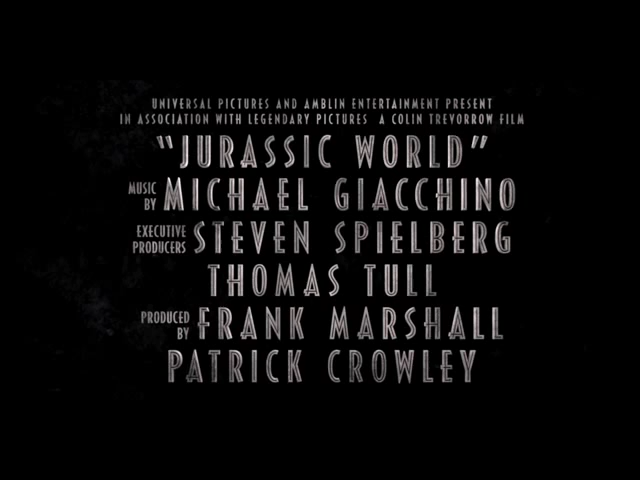 UNIVERSAL PICTURES AND AMBLIN ENTERTAINMENT PRESENT
IN ASSOCIATION WITH LEGENDARY PICTURES A COLIN TREVORROW FILM
"JURASSIC WORLD"
MUSIC BY MICHAEL GIACCHINO
EXECUTIVE PRODUCERS STEVEN SPIELBERG
THOMAS TULL
PRODUCED BY FRANK MARSHALL
PATRICK CROWLEY